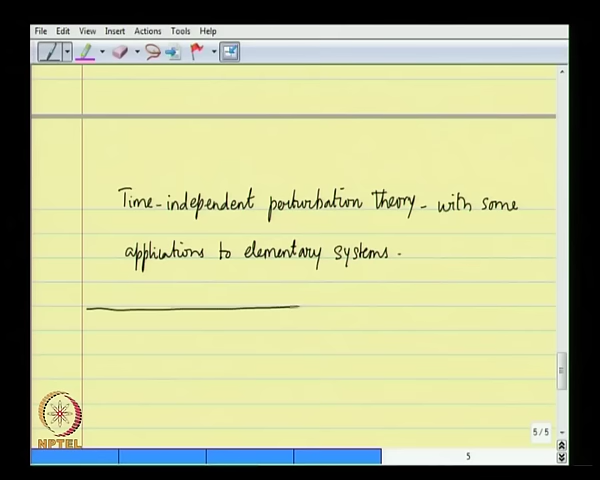 File Edit View Insert Actions Tools Help
Time-independent perturbation theory - with some
applications to elementary systems.
NPTEL
5/5
5